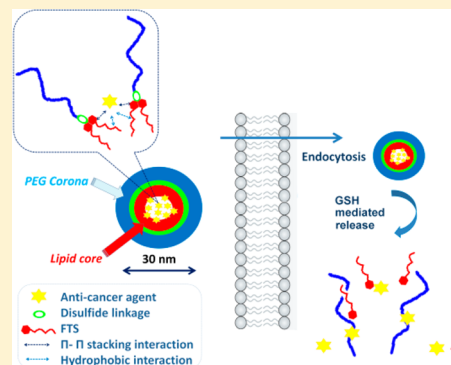 PEG Corona
Lipid core
30 nm
Anti-cancer agent
Disulfide linkage
FTS
Π- Π stacking interaction
Hydrophobic interaction
Endocytosis
GSH
mediated
release